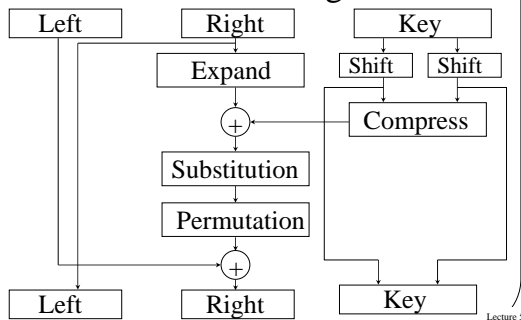 Left Right Key
Shift Shift
Expand
+ Compress
Substitution
Permutation
+
Left Right Key